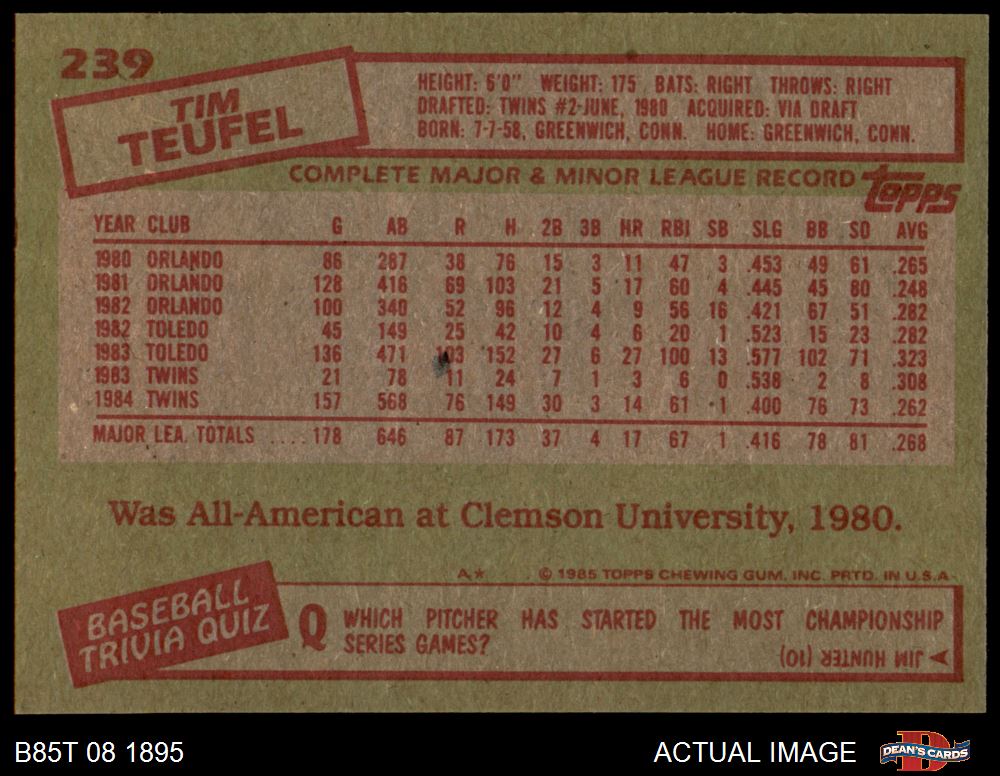 239
TIM
TEUFEL
HEIGHT: 6'0" WEIGHT: 175 BATS: RIGHT THROWS: RIGHT
DRAFTED: TWINS #2-JUNE, 1980 ACQUIRED: VIA DRAFT
BORN: 7-7-58, GREENWICH, CONN. HOME: GREENWICH, CONN.
COMPLETE MAJOR & MINOR LEAGUE RECORD topps
YEAR CLUB G AB R H 2B 3B HR RBI SB SLG BB SO AVG
1980 ORLANDO 86 287 38 76 15 3 11 47 3 .453 49 61 .265
1981 ORLANDO 128 416 69 103 21 5 17 60 4 .445 45 80 .248
1982 ORLANDO 100 340 52 96 12 4 9 56 16 .421 67 51 .282
1982 TOLEDO 45 149 25 42 10 4 6 20 1 .523 15 23 .282
1983 TOLEDO 136 471 103 152 27 6 27 100 13 .577 102 71 .323
1983 TWINS 21 78 11 24 7 1 3 6 0 .538 2 8 .308
1984 TWINS 157 568 76 149 30 3 14 61 1 .400 76 73 .262
MAJOR LEA. TOTALS ....178 646 87 173 37 4 17 67 1 .416 78 81 .268
Was All-American at Clemson University, 1980.
A* © 1985 TOPPS CHEWING GUM, INC. PRTD. IN U.S.A.
BASEBALL
TRIVIA QUIZ
Q WHICH PITCHER HAS STARTED THE MOST CHAMPIONSHIP
SERIES GAMES?
JIM HUNTER (10)
B85T 08 1895 ACTUAL IMAGE DEAN'S CARDS